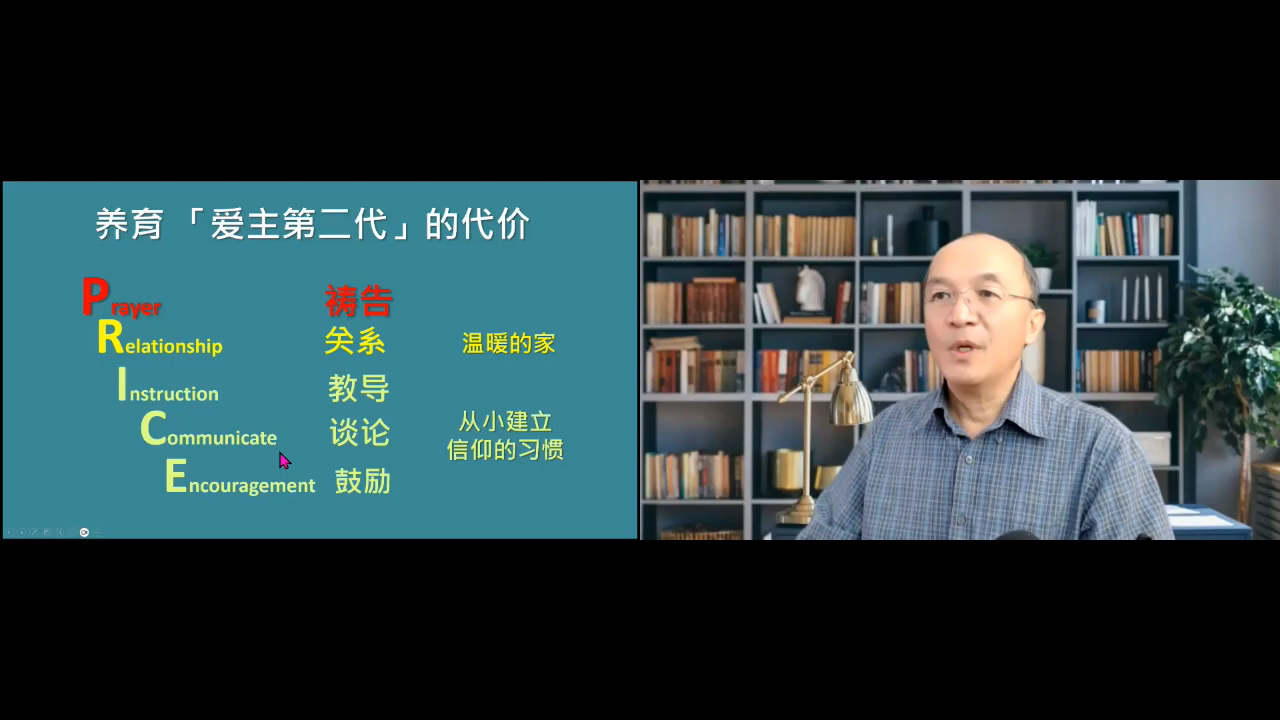 养育「爱主第二代」的代价
Prayer 祷告
Relationship 关系 温暖的家
Instruction 教导
Communicate 谈论 从小建立
信仰的习惯
Encouragement 鼓励